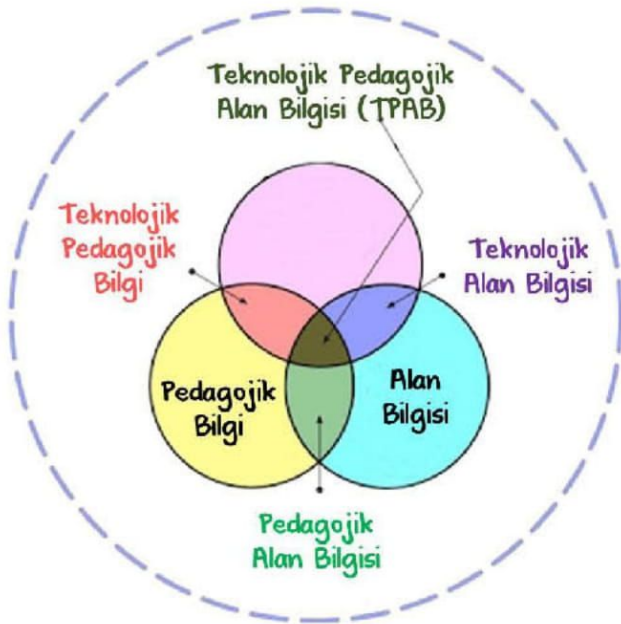 Teknolojik Pedagojik
Alan Bilgisi (TPAB)
Teknolojik
Pedagojik
Bilgi
Teknolojik
Alan Bilgisi
Pedagojik
Bilgi
Alan
Bilgisi
Pedagojik
Alan Bilgisi